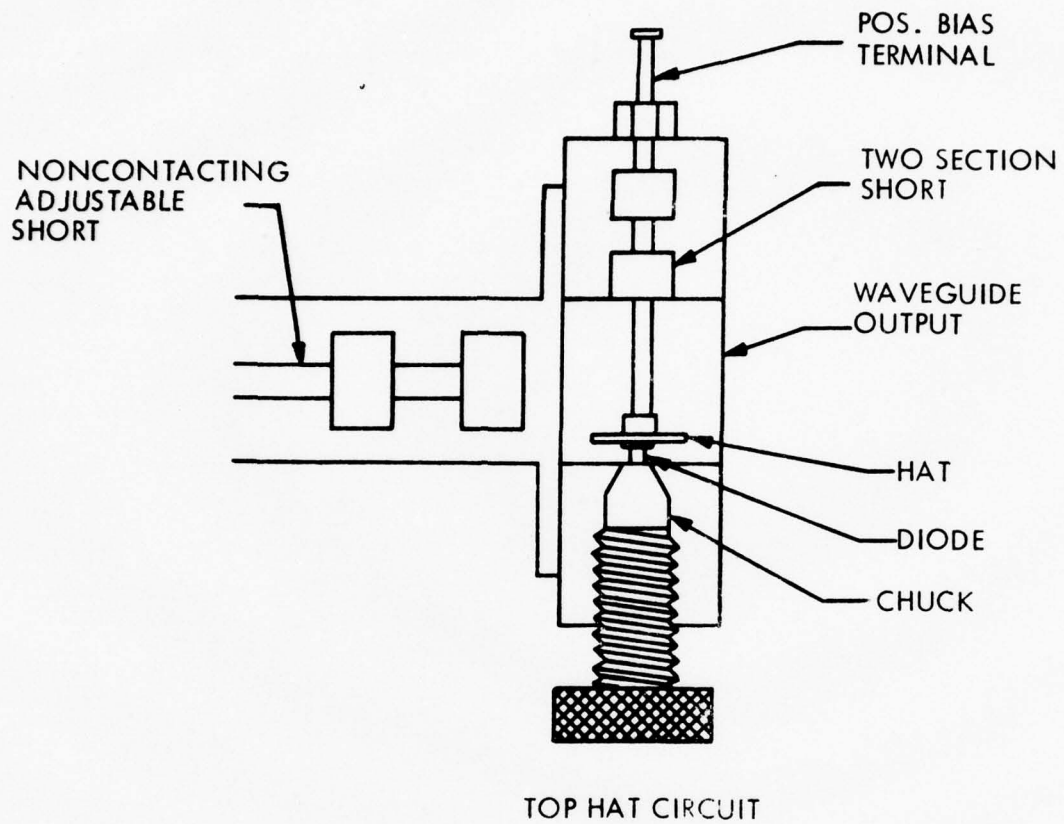 POS. BIAS
TERMINAL
NONCONTACTING
ADJUSTABLE
SHORT
TWO SECTION
SHORT
WAVEGUIDE
OUTPUT
HAT
DIODE
CHUCK
TOP HAT CIRCUIT